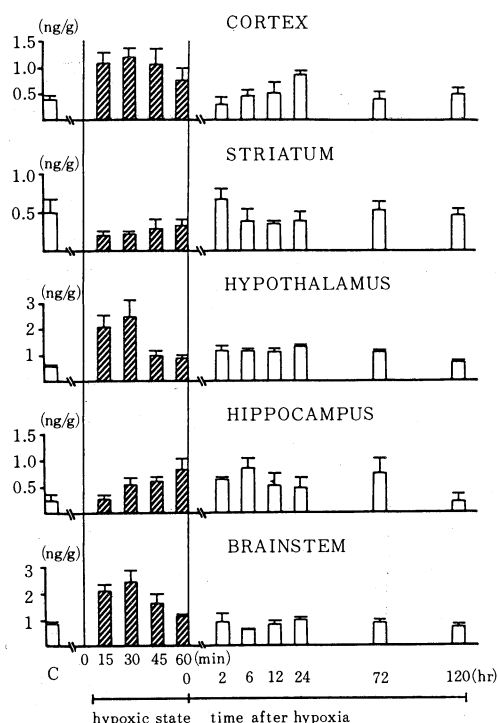 CORTEX
(ng/g)
1.5
1.0
0.5
STRIATUM
(ng/g)
1.0
0.5
HYPOTHALAMUS
(ng/g)
3
2
1
HIPPOCAMPUS
(ng/g)
1.5
1.0
0.5
BRAINSTEM
(ng/g)
3
2
1
C 0 15 30 45 60 (min)
0 2 6 12 24 72 120 (hr)
hypoxic state time after hypoxia